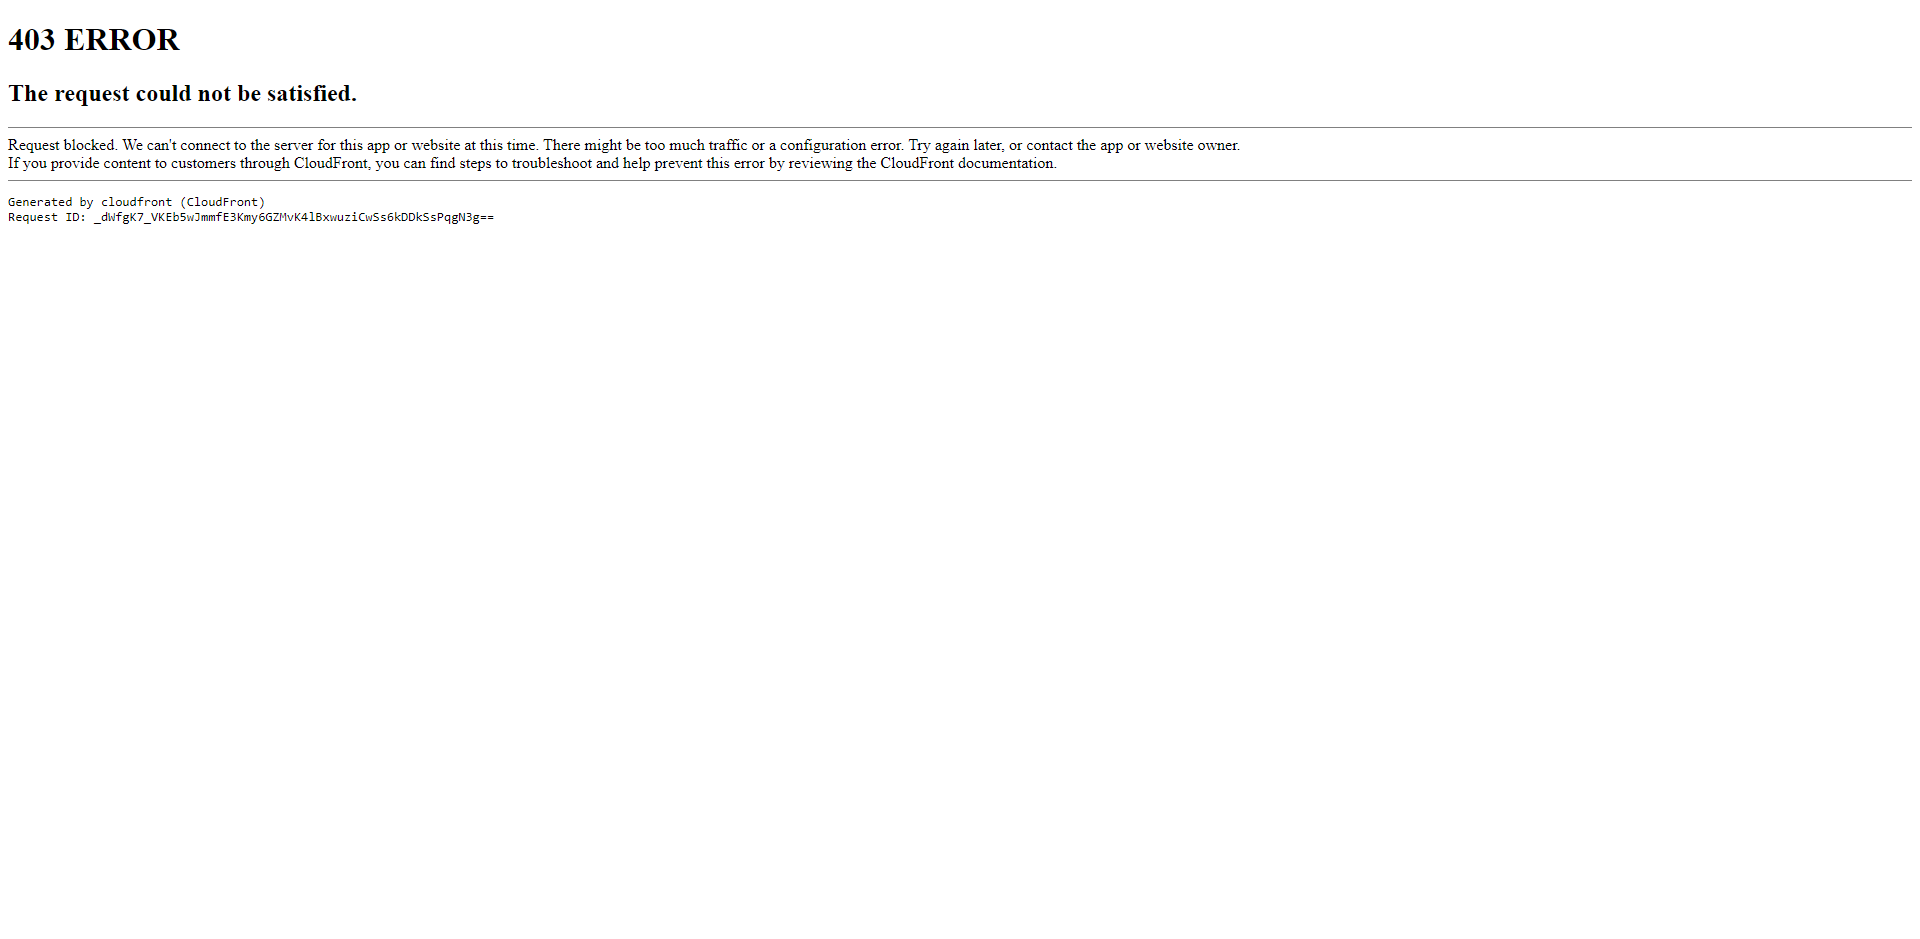 403 ERROR
The request could not be satisfied.
Request blocked. We can't connect to the server for this app or website at this time. There might be too much traffic or a configuration error. Try again later, or contact the app or website owner.
If you provide content to customers through CloudFront, you can find steps to troubleshoot and help prevent this error by reviewing the CloudFront documentation.
Generated by cloudfront (CloudFront)
Request ID: _dWfgK7_VKEb5wJmmfE3Kmy6GZMvK4lBxwuziCwSs6kDDkSsPqgN3g==